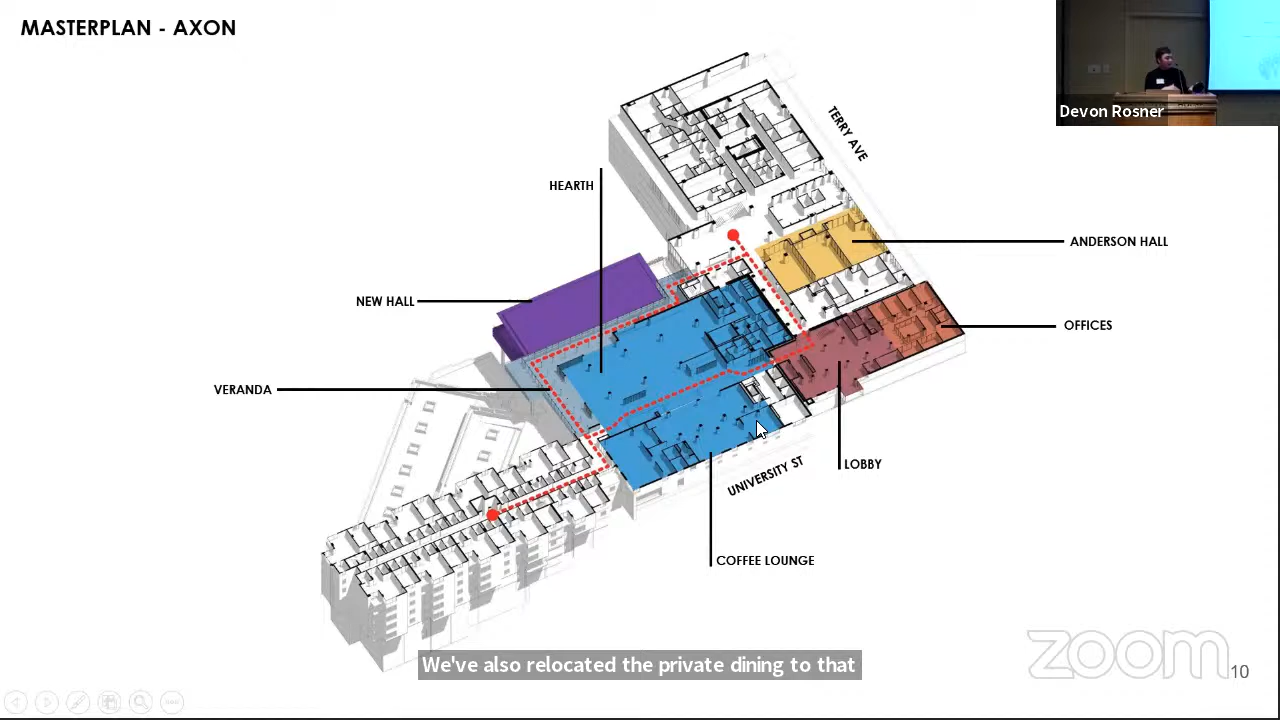 MASTERPLAN - AXON
Devon Rosner
TERRY AVE
HEARTH
ANDERSON HALL
NEW HALL
OFFICES
VERANDA
LOBBY
UNIVERSITY ST
COFFEE LOUNGE
We've also relocated the private dining to that
zoom
10